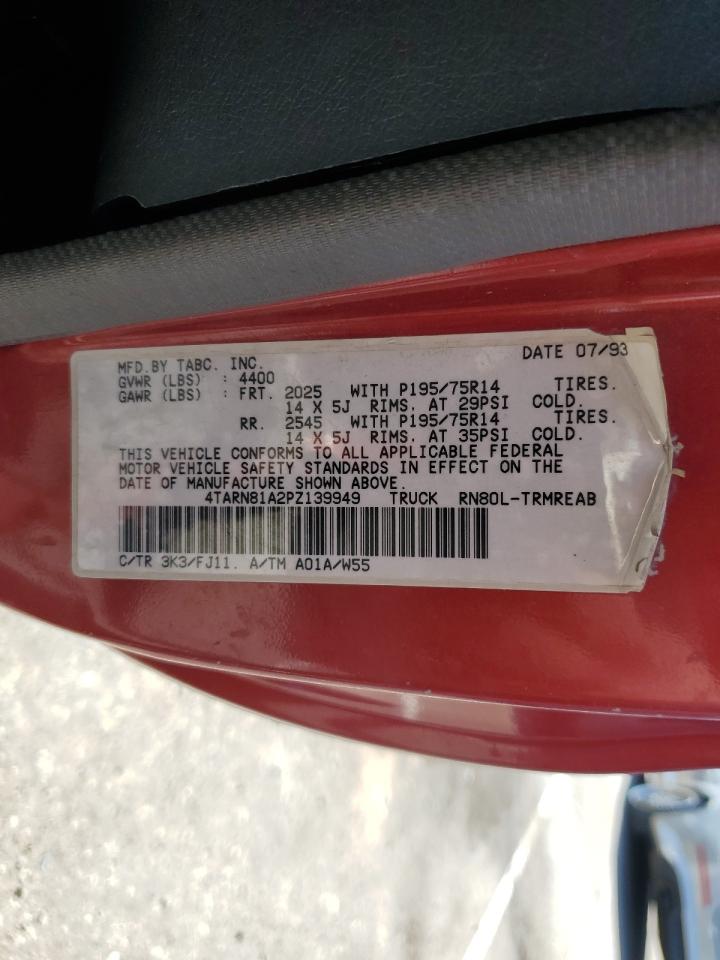 MFD.BY TABC. INC. DATE 07/93
GVWR (LBS) : 4400
GAWR (LBS) : FRT. 2025 WITH P195/75R14 TIRES.
14 X 5J RIMS. AT 29PSI COLD.
RR. 2545 WITH P195/75R14 TIRES.
14 X 5J RIMS. AT 35PSI COLD.
THIS VEHICLE CONFORMS TO ALL APPLICABLE FEDERAL
MOTOR VEHICLE SAFETY STANDARDS IN EFFECT ON THE
DATE OF MANUFACTURE SHOWN ABOVE.
4TARN81A2PZ139949 TRUCK RN80L-TRMREAB
C/TR 3K3/FJ11. A/TM A01A/W55